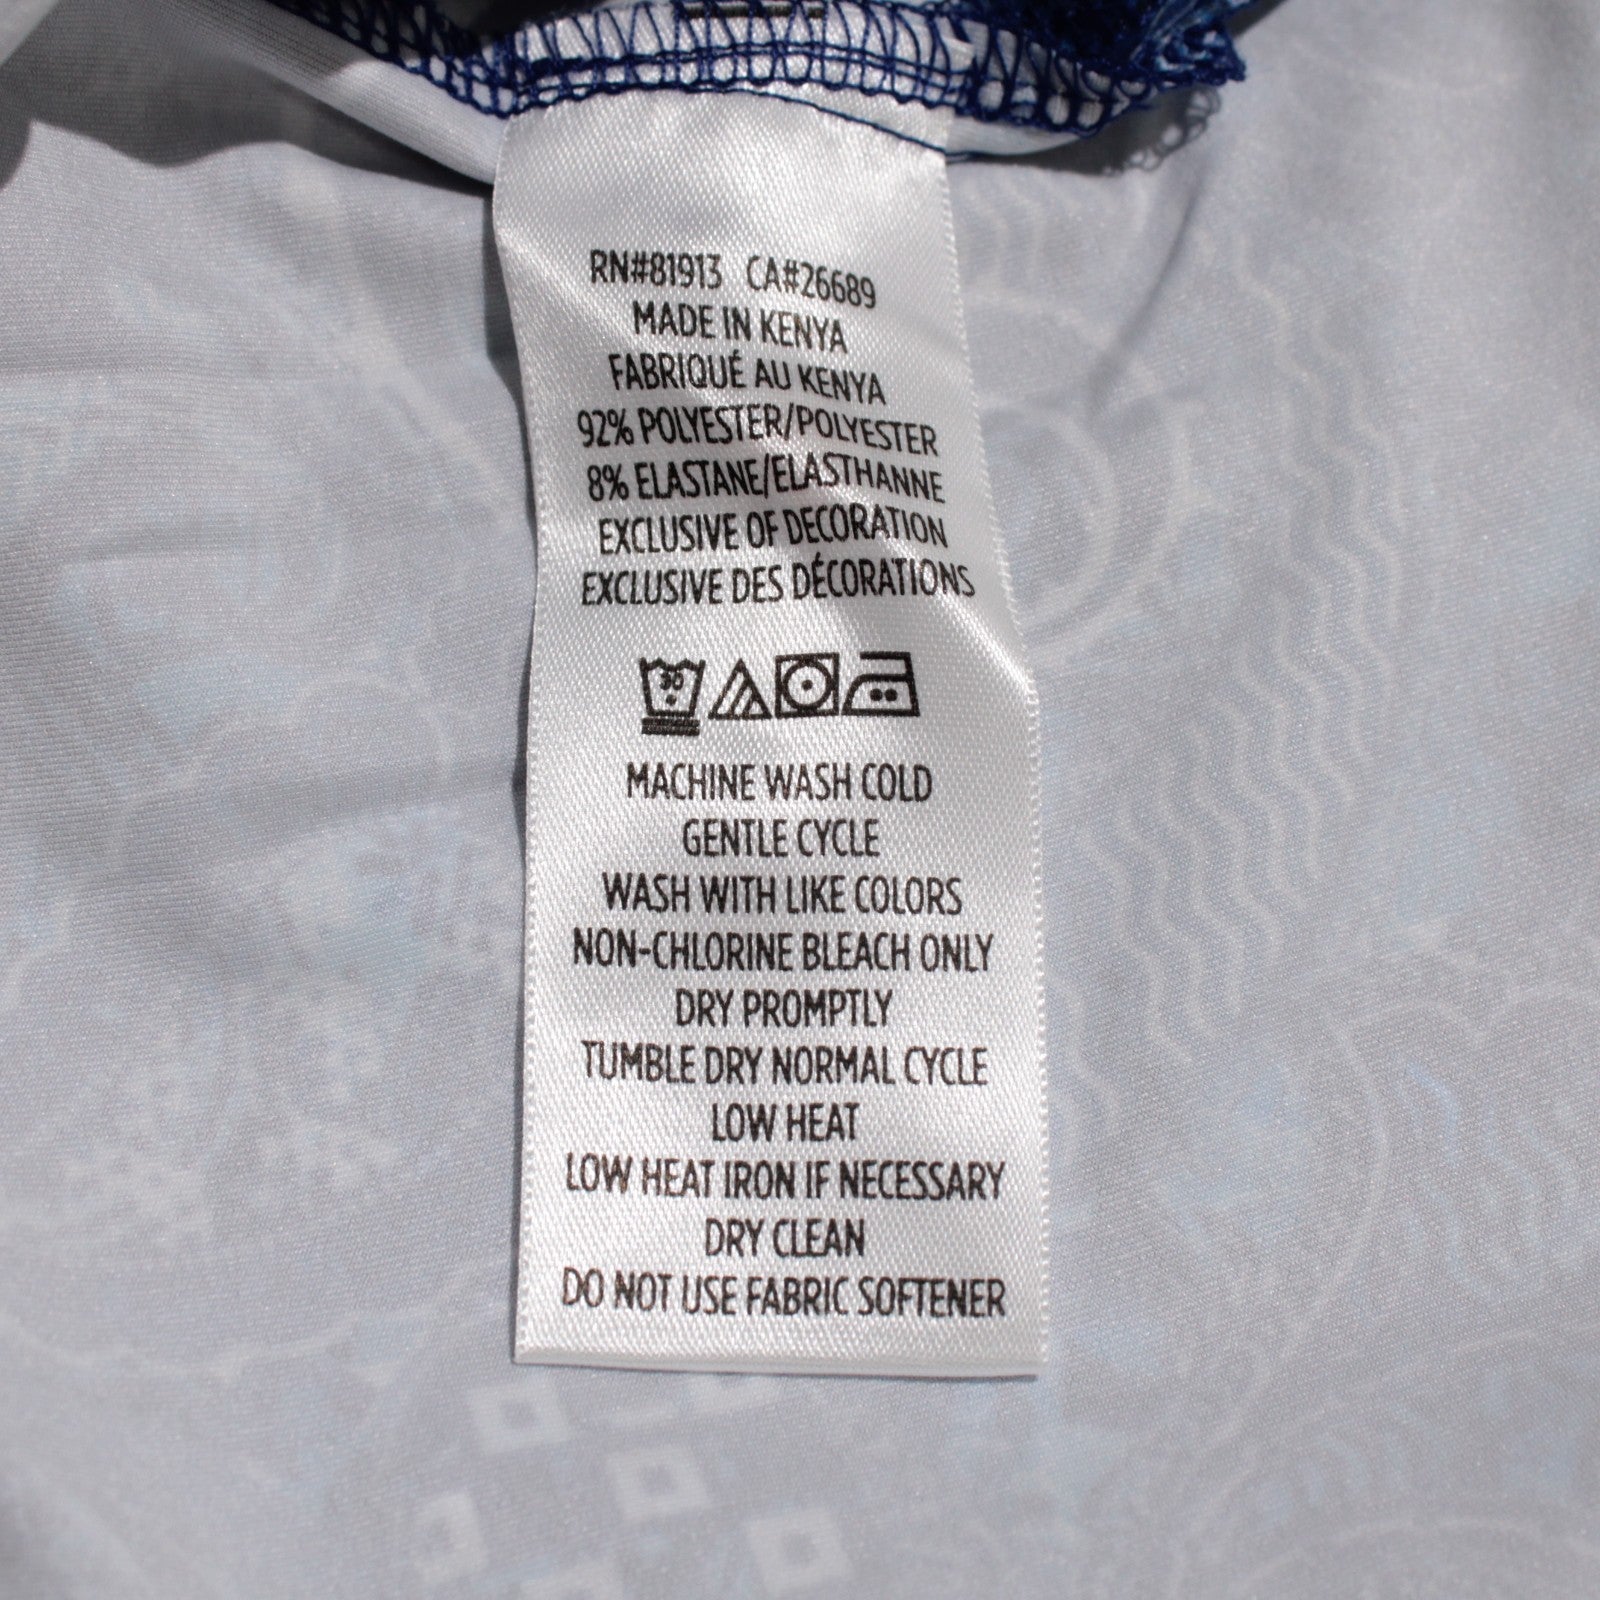 RN#81913 CA#26689
MADE IN KENYA
FABRIQUÉ AU KENYA
92% POLYESTER/POLYESTER
8% ELASTANE/ELASTHANNE
EXCLUSIVE OF DECORATION
EXCLUSIVE DES DÉCORATIONS
30
MACHINE WASH COLD
GENTLE CYCLE
WASH WITH LIKE COLORS
NON-CHLORINE BLEACH ONLY
DRY PROMPTLY
TUMBLE DRY NORMAL CYCLE
LOW HEAT
LOW HEAT IRON IF NECESSARY
DRY CLEAN
DO NOT USE FABRIC SOFTENER